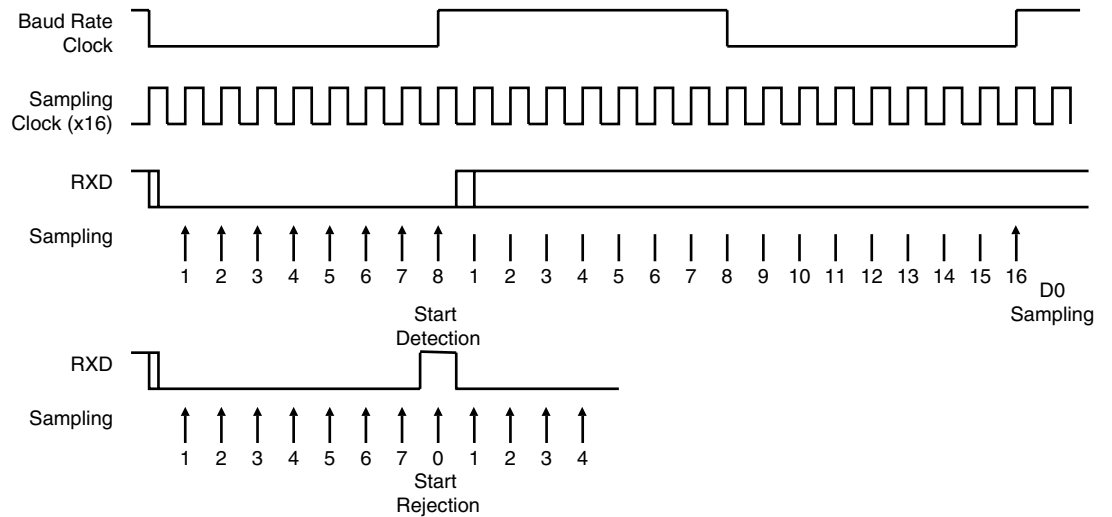 Baud Rate
Clock
Sampling
Clock (x16)
RXD
Sampling
1 2 3 4 5 6 7 8 1 2 3 4 5 6 7 8 9 10 11 12 13 14 15 16
D0
Sampling
Start
Detection
RXD
Sampling
1 2 3 4 5 6 7 0 1 2 3 4
Start
Rejection